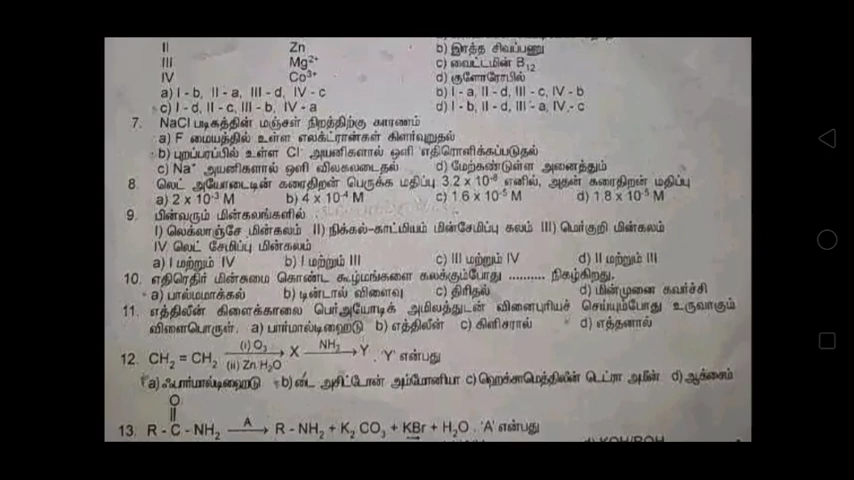 II Zn b) இரத்த சிவப்பணு
III Mg²⁺ c) வைட்டமின் B₁₂
IV Co³⁺ d) குளோரோபில்
a) I - b, II - a, III - d, IV - c b) I - a, II - d, III - c, IV - b
c) I - d, II - c, III - b, IV - a d) I - b, II - d, III - a, IV - c
7. NaCl படிகத்தின் மஞ்சள் நிறத்திற்கு காரணம்
a) F மையத்தில் உள்ள எலக்ட்ரான்கள் கிளர்வுறுதல்
b) புறப்பரப்பில் உள்ள Cl⁻ அயனிகளால் ஒளி எதிரொளிக்கப்படுதல்
c) Na⁺ அயனிகளால் ஒளி விலகலடைதல் d) மேற்கண்டுள்ள அனைத்தும்
8. லெட் அயோடைடின் கரைதிறன் பெருக்க மதிப்பு 3.2 x 10⁻⁸ எனில், அதன் கரைதிறன் மதிப்பு
a) 2 x 10⁻³ M b) 4 x 10⁻⁴ M c) 1.6 x 10⁻⁵ M d) 1.8 x 10⁻⁵ M
9. பின்வரும் மின்கலங்களில்
I) லெக்லாஞ்சே மின்கலம் II) நிக்கல்-காட்மியம் மின்சேமிப்பு கலம் III) மெர்குறி மின்கலம்
IV லெட் சேமிப்பு மின்கலம்
a) I மற்றும் IV b) I மற்றும் III c) III மற்றும் IV d) II மற்றும் III
10. எதிரெதிர் மின்சுமை கொண்ட கூழ்மங்களை கலக்கும்போது .......... நிகழ்கிறது.
a) பால்மமாக்கல் b) டின்டால் விளைவு c) திரிதல் d) மின்முனை கவர்ச்சி
11. எத்திலீன் கிளைக்காலை பெர்அயோடிக் அமிலத்துடன் வினைபுரியச் செய்யும்போது உருவாகும்
விளைபொருள். a) பார்மால்டிஹைடு b) எத்திலீன் c) கிளிசரால் d) எத்தனால்
12. CH₂ = CH₂ (i) O₃ (ii) Zn H₂O → X NH₃ → Y . 'Y' என்பது
a) ஃபார்மால்டிஹைடு b) டை அசிட்டோன் அம்மோனியா c) ஹெக்சாமெத்திலீன் டெட்ரா அமீன் d) ஆக்சைம்
O
13. R - C - NH₂ A → R - NH₂ + K₂ CO₃ + KBr + H₂O . 'A' என்பது
d) KOH/ROH